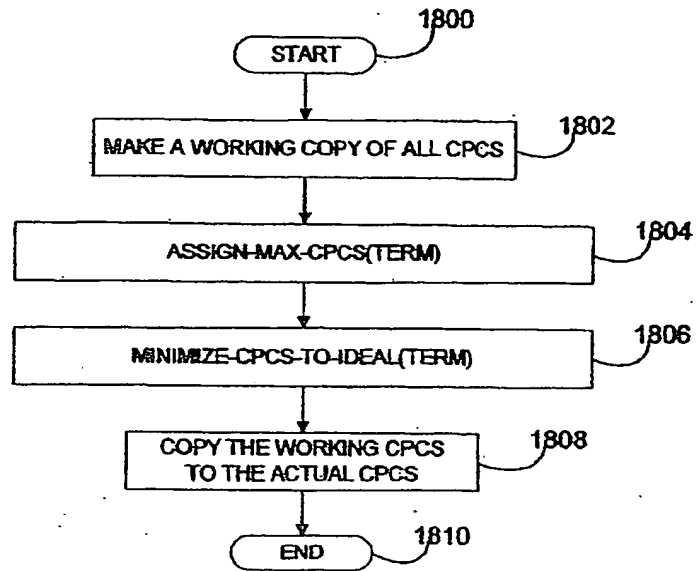 1800
START
1802
MAKE A WORKING COPY OF ALL CPCS
1804
ASSIGN-MAX-CPCS(TERM)
1806
MINIMIZE-CPCS-TO-IDEAL(TERM)
1808
COPY THE WORKING CPCS
TO THE ACTUAL CPCS
1810
END